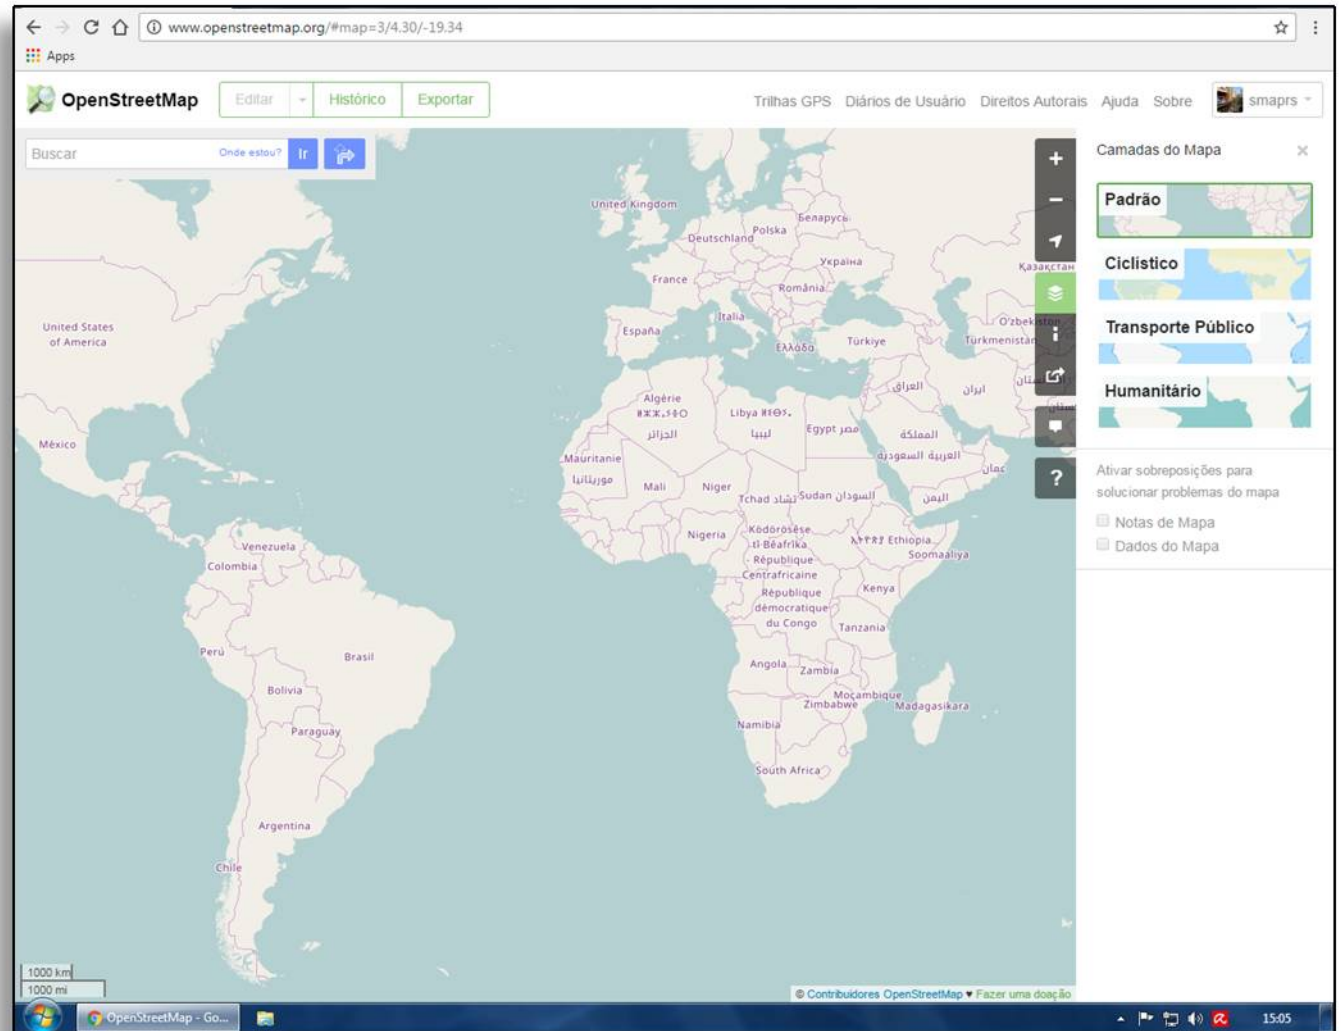 www.openstreetmap.org/#map=3/4.30/-19.34
Apps
OpenStreetMap
Editar
Histórico
Exportar
Trilhas GPS
Diários de Usuário
Direitos Autorais
Ajuda
Sobre
smaprs
Buscar
Onde estou?
Ir
Camadas do Mapa
Padrão
Ciclístico
Transporte Público
Humanitário
Ativar sobreposições para
solucionar problemas do mapa
Notas de Mapa
Dados do Mapa
United Kingdom
Беларусь
Polska
Deutschland
Україна
Қазақстан
France
România
Italia
O'zbekiston
United States
of America
España
Ελλάδα
Türkiye
Türkmenistan
العراق
ایران
Algérie
الجزائر
Libya
ليبيا
Egypt مصر
المملكة
العربية السعودية
عمان
México
Mauritanie
موريتانيا
Mali
Niger
Tchad تشاد
Sudan السودان
اليمن
Nigeria
Ködörösêse
tî Bêafrîka
- République
Centrafricaine
Ethiopia
Soomaaliya
Venezuela
Colombia
République
démocratique
du Congo
Kenya
Tanzania
Perú
Brasil
Angola
Zambia
Bolivia
Moçambique
Zimbabwe
Madagasikara
Paraguay
Namibia
South Africa
Argentina
Chile
1000 km
1000 mi
© Contribuidores OpenStreetMap ♥ Fazer uma doação
OpenStreetMap - Go...
15:05